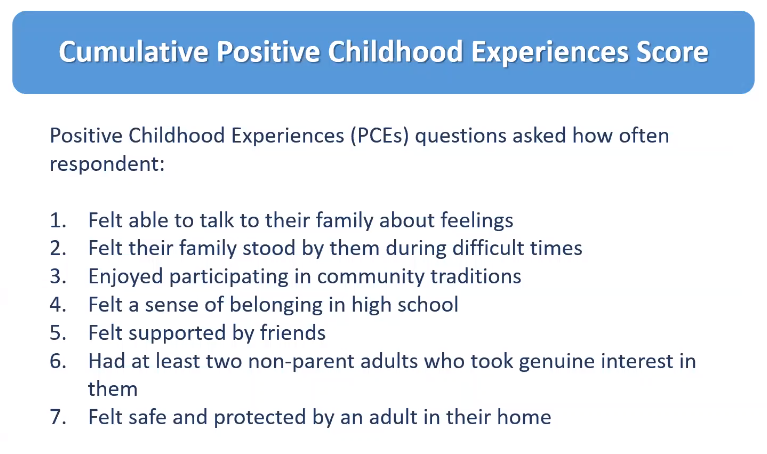 Cumulative Positive Childhood Experiences Score
Positive Childhood Experiences (PCEs) questions asked how often
respondent:
1. Felt able to talk to their family about feelings
2. Felt their family stood by them during difficult times
3. Enjoyed participating in community traditions
4. Felt a sense of belonging in high school
5. Felt supported by friends
6. Had at least two non-parent adults who took genuine interest in
them
7. Felt safe and protected by an adult in their home